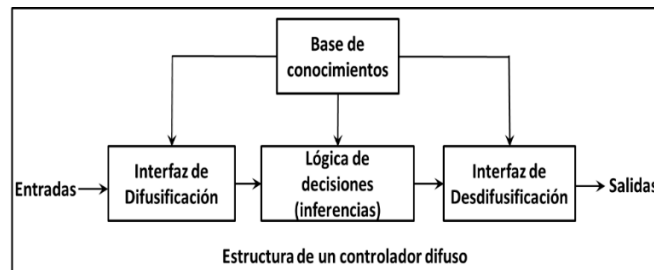 Base de
conocimientos
Entradas
Interfaz de
Difusificación
Lógica de
decisiones
(inferencias)
Interfaz de
Desdifusificación
Salidas
Estructura de un controlador difuso